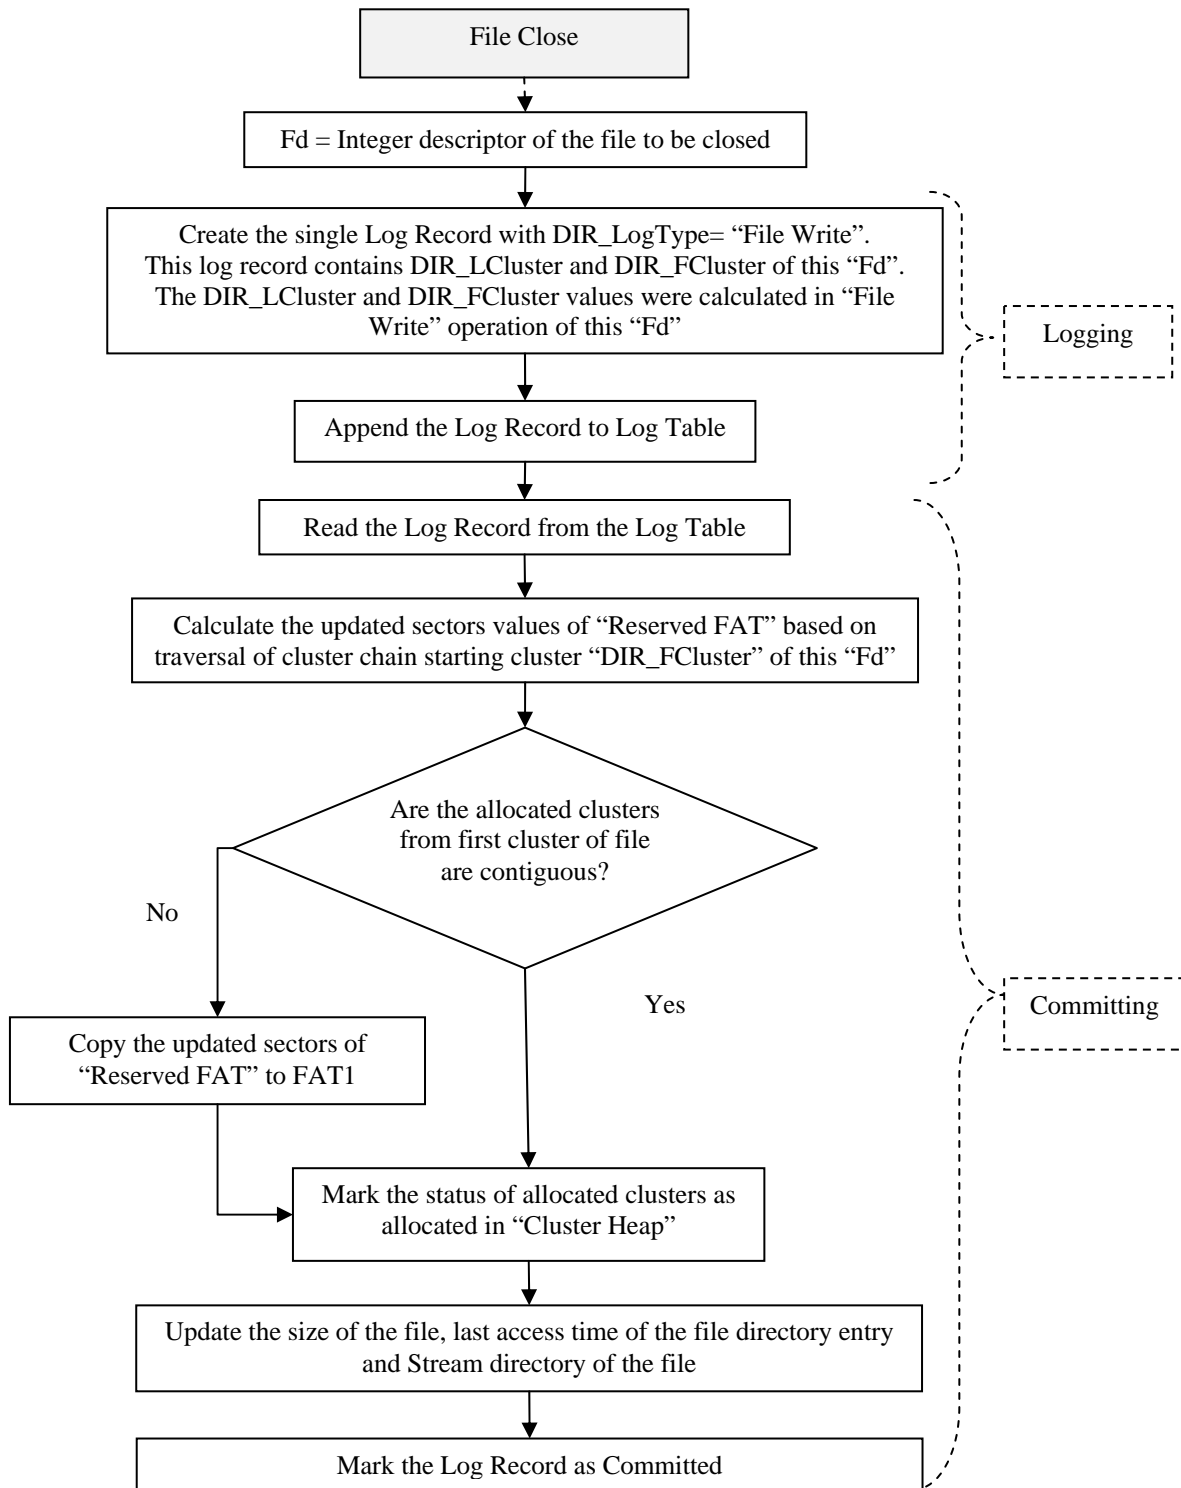 File Close
Fd = Integer descriptor of the file to be closed
Create the single Log Record with DIR_LogType= “File Write”.
This log record contains DIR_LCluster and DIR_FCluster of this “Fd”.
The DIR_LCluster and DIR_FCluster values were calculated in “File
Write” operation of this “Fd”
Logging
Append the Log Record to Log Table
Read the Log Record from the Log Table
Calculate the updated sectors values of “Reserved FAT” based on
traversal of cluster chain starting cluster “DIR_FCluster” of this “Fd”
Are the allocated clusters
from first cluster of file
are contiguous?
No
Yes
Committing
Copy the updated sectors of
“Reserved FAT” to FAT1
Mark the status of allocated clusters as
allocated in “Cluster Heap”
Update the size of the file, last access time of the file directory entry
and Stream directory of the file
Mark the Log Record as Committed